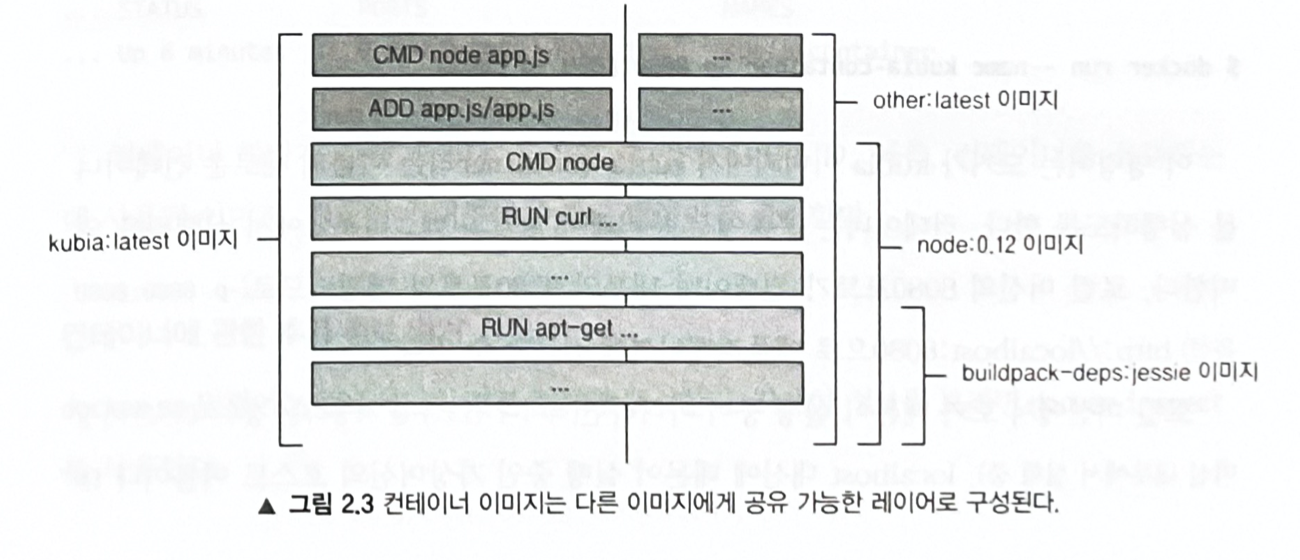 CMD node app.js
...
ADD app.js/app.js
...
other:latest 이미지
CMD node
RUN curl ...
kubia:latest 이미지
node:0.12 이미지
...
RUN apt-get ...
buildpack-deps:jessie 이미지
...
▲ 그림 2.3 컨테이너 이미지는 다른 이미지에게 공유 가능한 레이어로 구성된다.